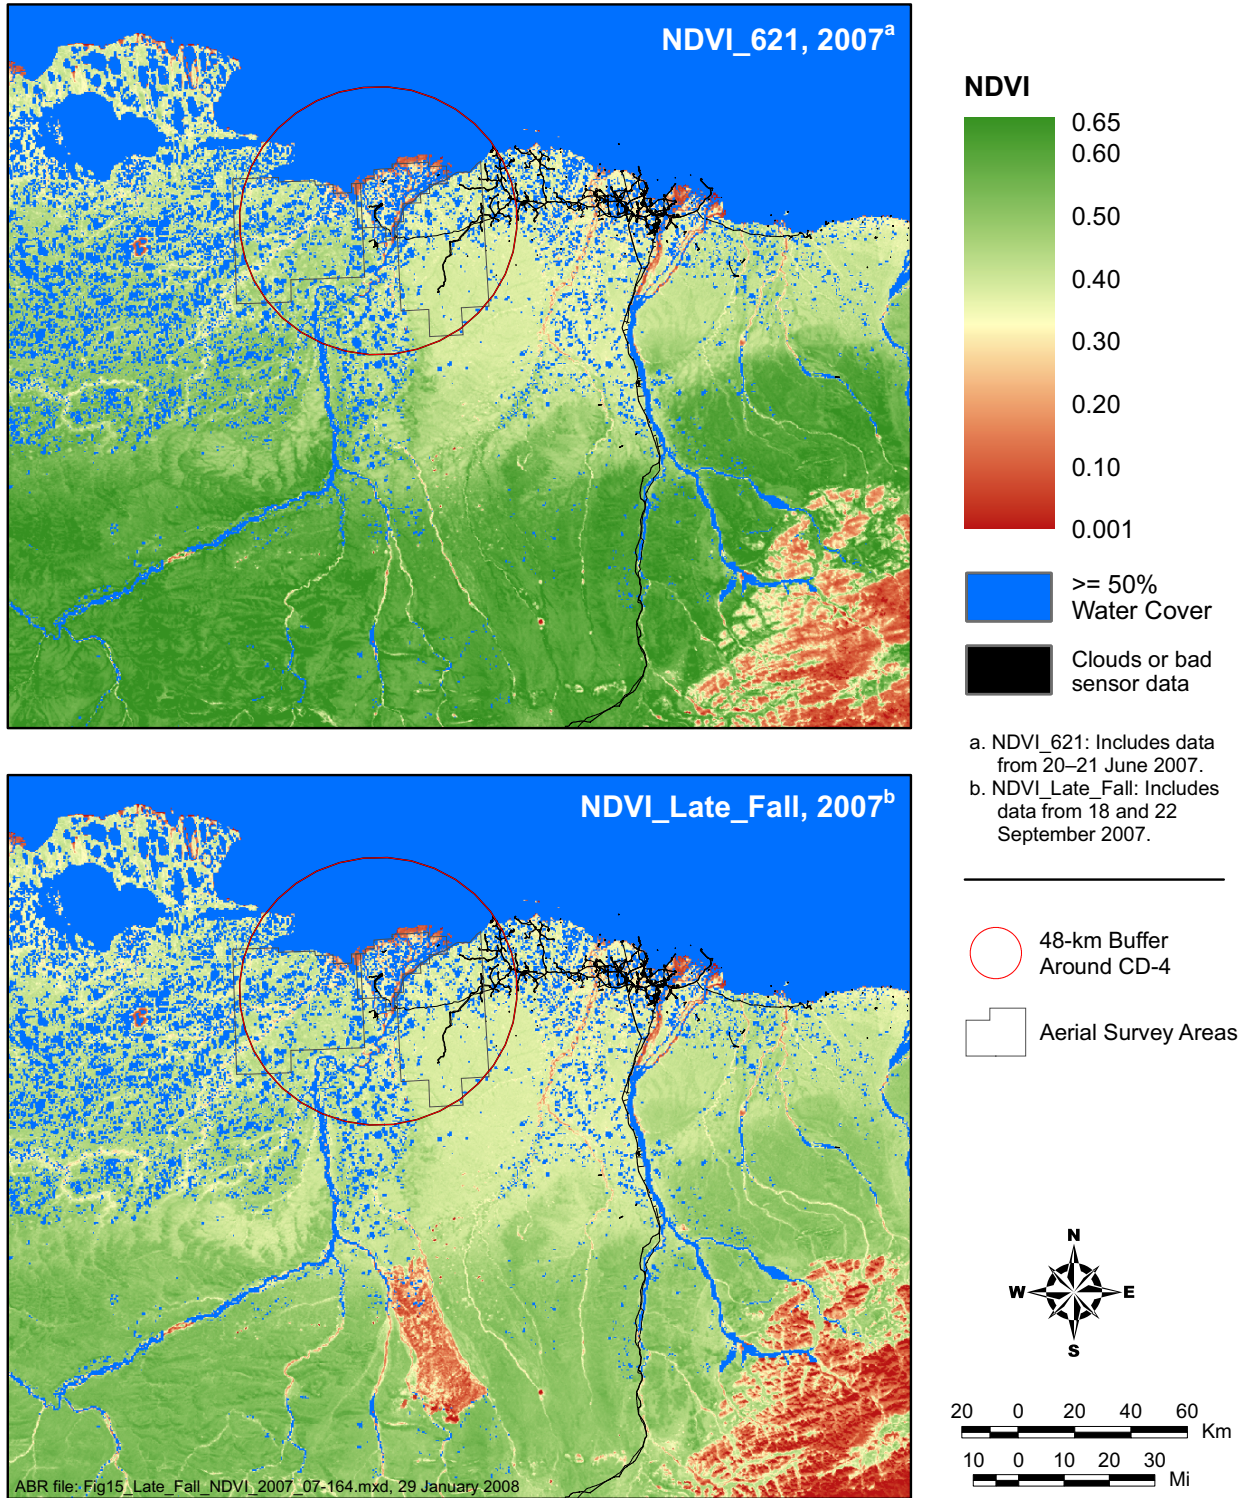 NDVI_621, 2007a
NDVI
0.65
0.60
0.50
0.40
0.30
0.20
0.10
0.001
>= 50%
Water Cover
Clouds or bad
sensor data
a. NDVI_621: Includes data
from 20–21 June 2007.
b. NDVI_Late_Fall: Includes
data from 18 and 22
September 2007.
NDVI_Late_Fall, 2007b
48-km Buffer
Around CD-4
Aerial Survey Areas
N
W E
S
20 0 20 40 60
Km
10 0 10 20 30
Mi
ABR file: Fig15_Late_Fall_NDVI_2007_07-164.mxd, 29 January 2008